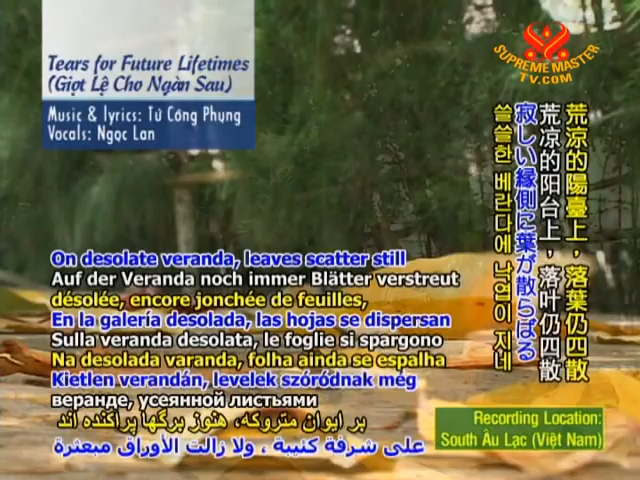 Tears for Future Lifetimes
(Giọt Lệ Cho Ngàn Sau)
Music & lyrics: Từ Công Phụng
Vocals: Ngọc Lan
SUPREME MASTER
TV.COM
荒涼的陽臺上，落葉仍四散
荒凉的阳台上，落叶仍四散
寂しい縁側に葉が散らばる
쓸쓸한 베란다에 낙엽이 지네
On desolate veranda, leaves scatter still
Auf der Veranda noch immer Blätter verstreut
désolée, encore jonchée de feuilles,
En la galería desolada, las hojas se dispersan
Sulla veranda desolata, le foglie si spargono
Na desolada varanda, folha ainda se espalha
Kietlen verandán, levelek szóródnak még
веранде, усеянной листьями
بر ایوان متروکه، هنوز برگها پراکنده اند
على شرفة كئيبة ، ولا زالت الأوراق مبعثرة
Recording Location:
South Âu Lạc (Việt Nam)